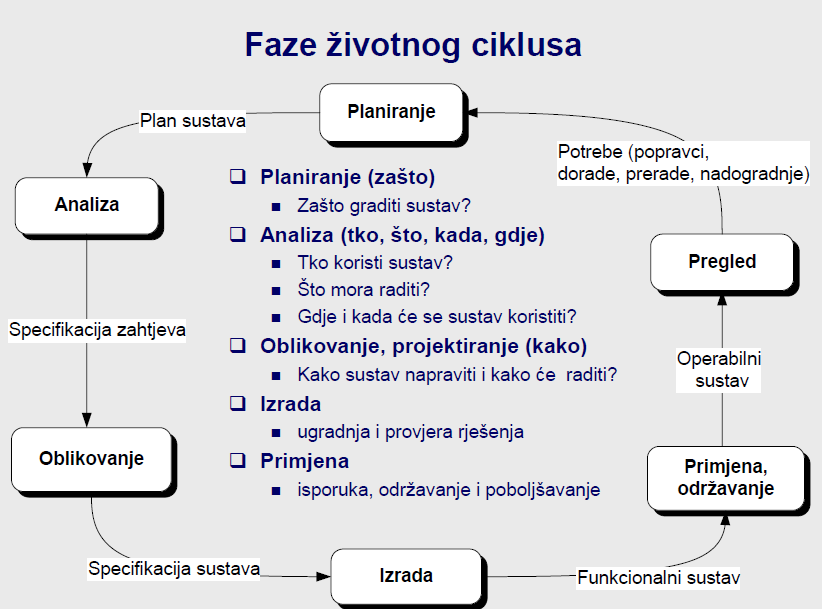 Faze životnog ciklusa
Planiranje
Plan sustava
Potrebe (popravci,
dorade, prerade, nadogradnje)
Analiza
❑ Planiranje (zašto)
■ Zašto graditi sustav?
❑ Analiza (tko, što, kada, gdje)
■ Tko koristi sustav?
■ Što mora raditi?
■ Gdje i kada će se sustav koristiti?
❑ Oblikovanje, projektiranje (kako)
■ Kako sustav napraviti i kako će raditi?
❑ Izrada
■ ugradnja i provjera rješenja
❑ Primjena
■ isporuka, održavanje i poboljšavanje
Pregled
Specifikacija zahtjeva
Operabilni
sustav
Oblikovanje
Primjena,
održavanje
Specifikacija sustava
Izrada
Funkcionalni sustav